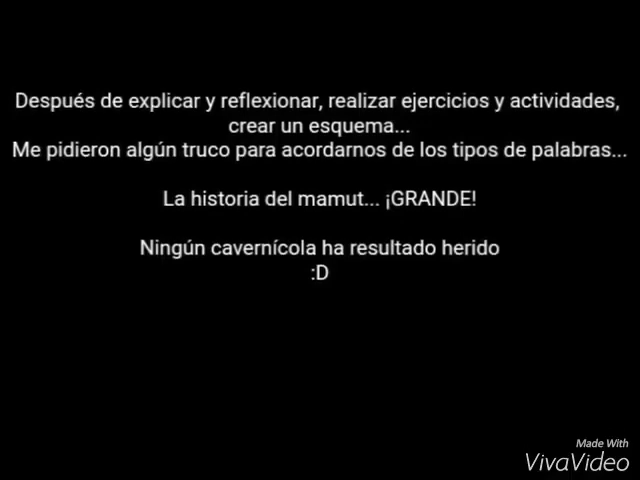 Después de explicar y reflexionar, realizar ejercicios y actividades,
crear un esquema...
Me pidieron algún truco para acordarnos de los tipos de palabras...
La historia del mamut... ¡GRANDE!
Ningún cavernícola ha resultado herido
:D
Made With
VivaVideo